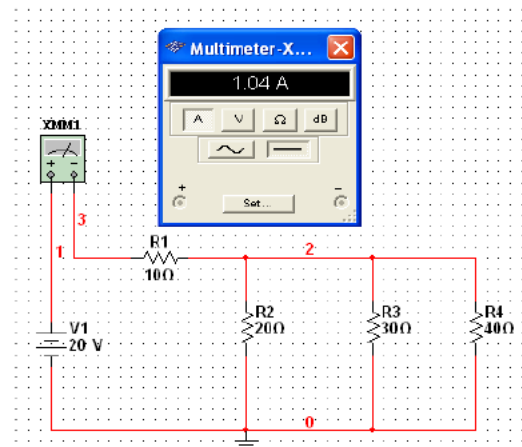 Multimeter-X...
1.04 A
A V Ω dB
+ Set... -
XMM1
+ -
3
1
R1
10Ω
2
R2
20Ω
R3
30Ω
R4
40Ω
V1
20 V
0